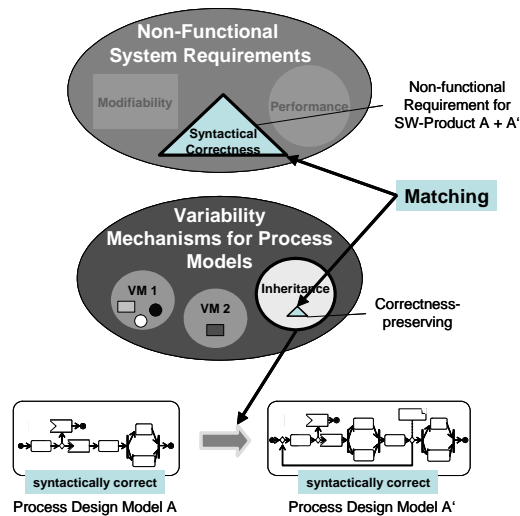 Non-Functional
System Requirements
Modifiability
Performance
Syntactical
Correctness
Non-functional
Requirement for
SW-Product A + A‘
Matching
Variability
Mechanisms for Process
Models
VM 1
VM 2
Inheritance
Correctness-
preserving
syntactically correct
Process Design Model A
syntactically correct
Process Design Model A‘